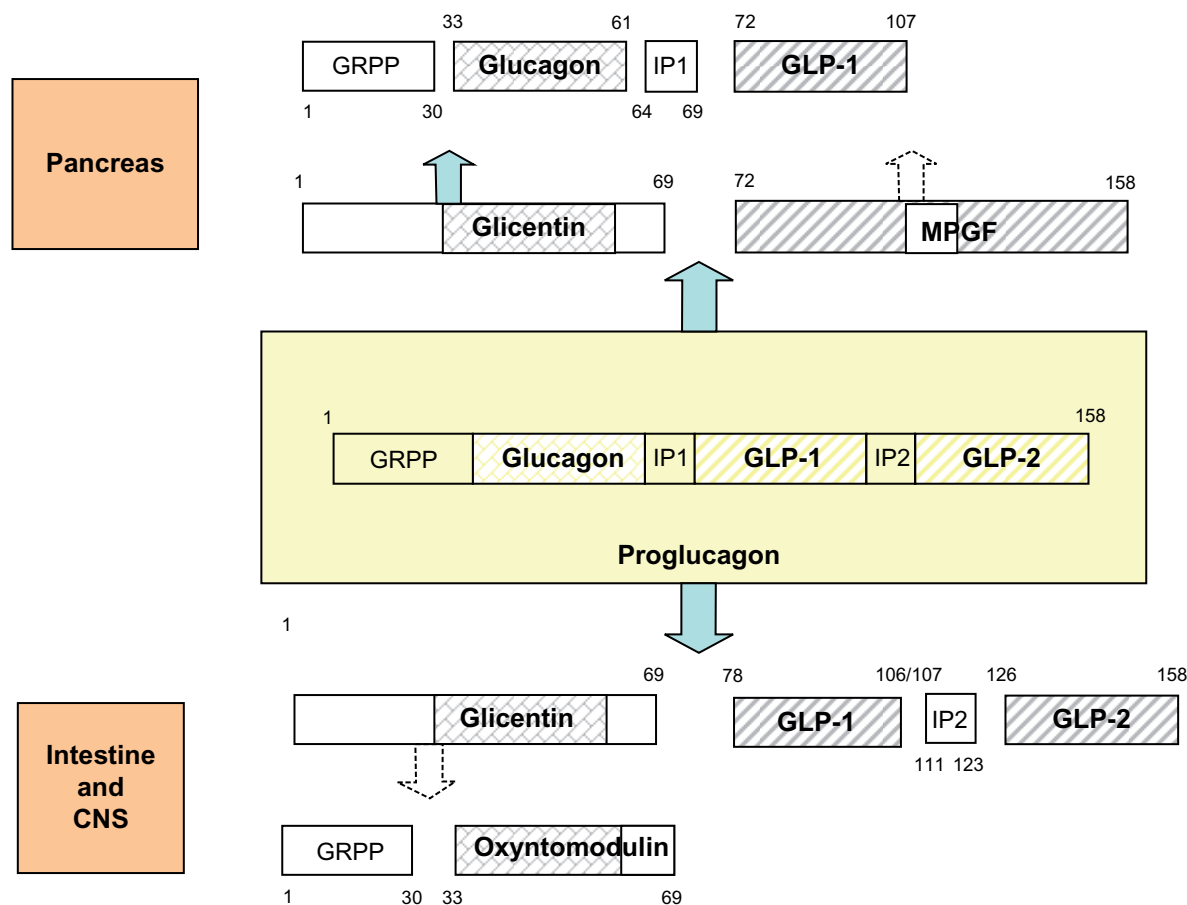 33 61 72 107
GRPP Glucagon IP1 GLP-1
1 30 64 69
Pancreas
1 69 72 158
Glicentin MPGF
1 158
GRPP Glucagon IP1 GLP-1 IP2 GLP-2
Proglucagon
1
69 78 106/107 126 158
Glicentin GLP-1 IP2 GLP-2
111 123
Intestine
and
CNS
GRPP Oxyntomodulin
1 30 33 69